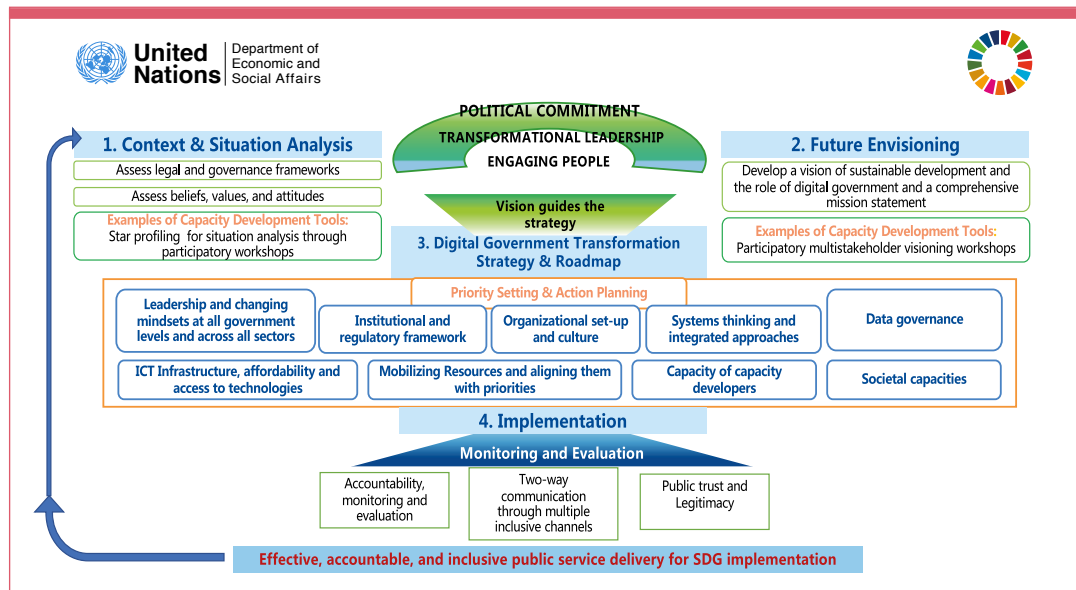 United
Nations
Department of
Economic and
Social Affairs
POLITICAL COMMITMENT
TRANSFORMATIONAL LEADERSHIP
ENGAGING PEOPLE
1. Context & Situation Analysis
Assess legal and governance frameworks
Assess beliefs, values, and attitudes
Examples of Capacity Development Tools:
Star profiling for situation analysis through
participatory workshops
2. Future Envisioning
Develop a vision of sustainable development and
the role of digital government and a comprehensive
mission statement
Examples of Capacity Development Tools:
Participatory multistakeholder visioning workshops
Vision guides the
strategy
3. Digital Government Transformation
Strategy & Roadmap
Priority Setting & Action Planning
Leadership and changing
mindsets at all government
levels and across all sectors
Institutional and
regulatory framework
Organizational set-up
and culture
Systems thinking and
integrated approaches
Data governance
ICT Infrastructure, affordability and
access to technologies
Mobilizing Resources and aligning them
with priorities
Capacity of capacity
developers
Societal capacities
4. Implementation
Monitoring and Evaluation
Accountability,
monitoring and
evaluation
Two-way
communication
through multiple
inclusive channels
Public trust and
Legitimacy
Effective, accountable, and inclusive public service delivery for SDG implementation